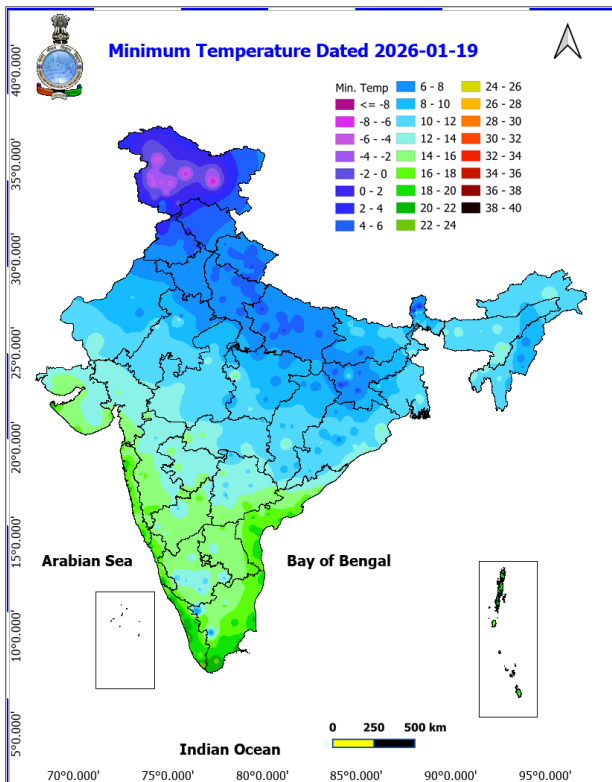 Minimum Temperature Dated 2026-01-19
Min. Temp
<= -8
-8 - -6
-6 - -4
-4 - -2
-2 - 0
0 - 2
2 - 4
4 - 6
6 - 8
8 - 10
10 - 12
12 - 14
14 - 16
16 - 18
18 - 20
20 - 22
22 - 24
24 - 26
26 - 28
28 - 30
30 - 32
32 - 34
34 - 36
36 - 38
38 - 40
40°0.000'
35°0.000'
30°0.000'
25°0.000'
20°0.000'
15°0.000'
10°0.000'
5°0.000'
Arabian Sea
Bay of Bengal
0 250 500 km
Indian Ocean
70°0.000' 75°0.000' 80°0.000' 85°0.000' 90°0.000' 95°0.000'